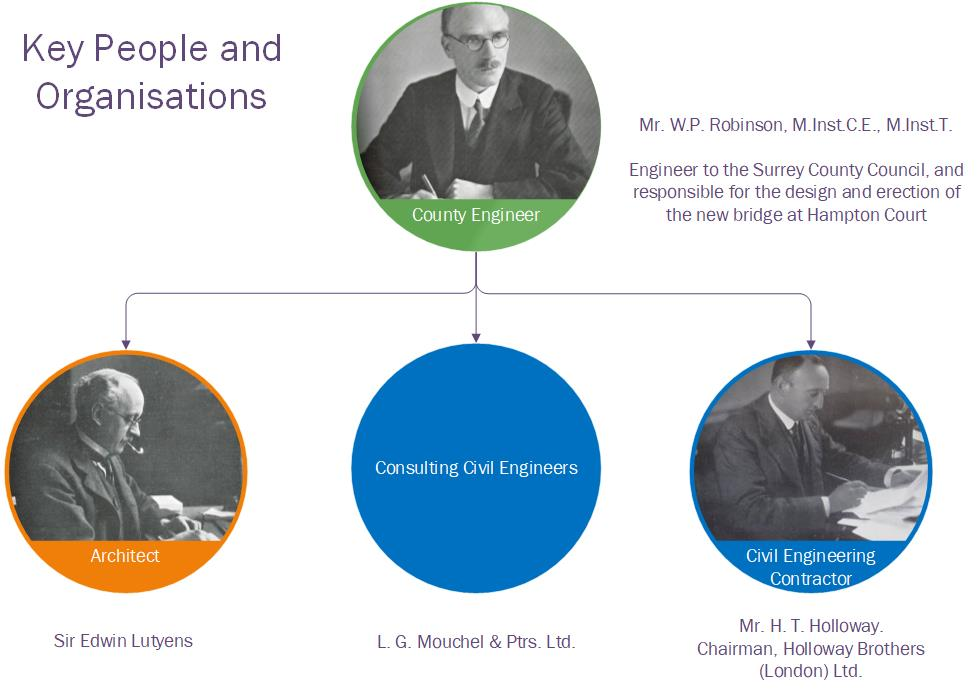 Key People and
Organisations
Mr. W.P. Robinson, M.Inst.C.E., M.Inst.T.
Engineer to the Surrey County Council, and
responsible for the design and erection of
the new bridge at Hampton Court
County Engineer
Consulting Civil Engineers
Architect
Civil Engineering
Contractor
Sir Edwin Lutyens
L. G. Mouchel & Ptrs. Ltd.
Mr. H. T. Holloway.
Chairman, Holloway Brothers
(London) Ltd.